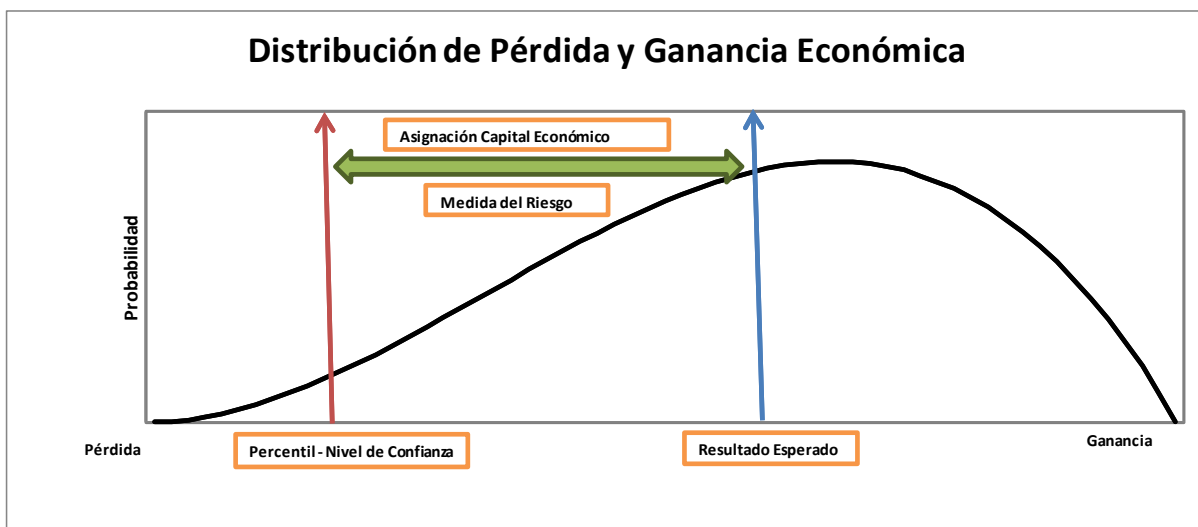 Distribución de Pérdida y Ganancia Económica
Asignación Capital Económico
Medida del Riesgo
Probabilidad
Pérdida
Percentil - Nivel de Confianza
Resultado Esperado
Ganancia